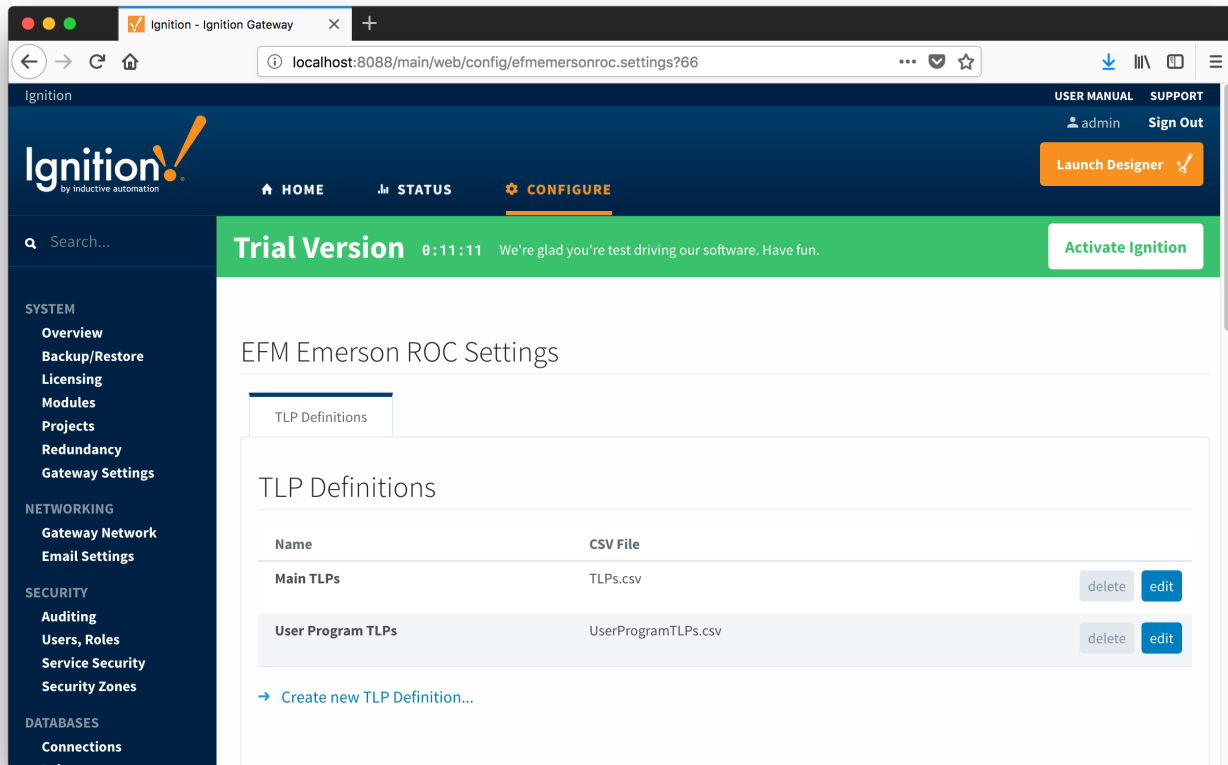 Ignition - Ignition Gateway
localhost:8088/main/web/config/efmemersonroc.settings?66
Ignition
USER MANUAL SUPPORT
admin Sign Out
Ignition!
by inductive automation
Launch Designer
HOME STATUS CONFIGURE
Search...
Trial Version 0:11:11 We're glad you're test driving our software. Have fun.
Activate Ignition
SYSTEM
Overview
Backup/Restore
Licensing
Modules
Projects
Redundancy
Gateway Settings
NETWORKING
Gateway Network
Email Settings
SECURITY
Auditing
Users, Roles
Service Security
Security Zones
DATABASES
Connections
EFM Emerson ROC Settings
TLP Definitions
TLP Definitions
Name CSV File
Main TLPs TLPs.csv delete edit
User Program TLPs UserProgramTLPs.csv delete edit
Create new TLP Definition...